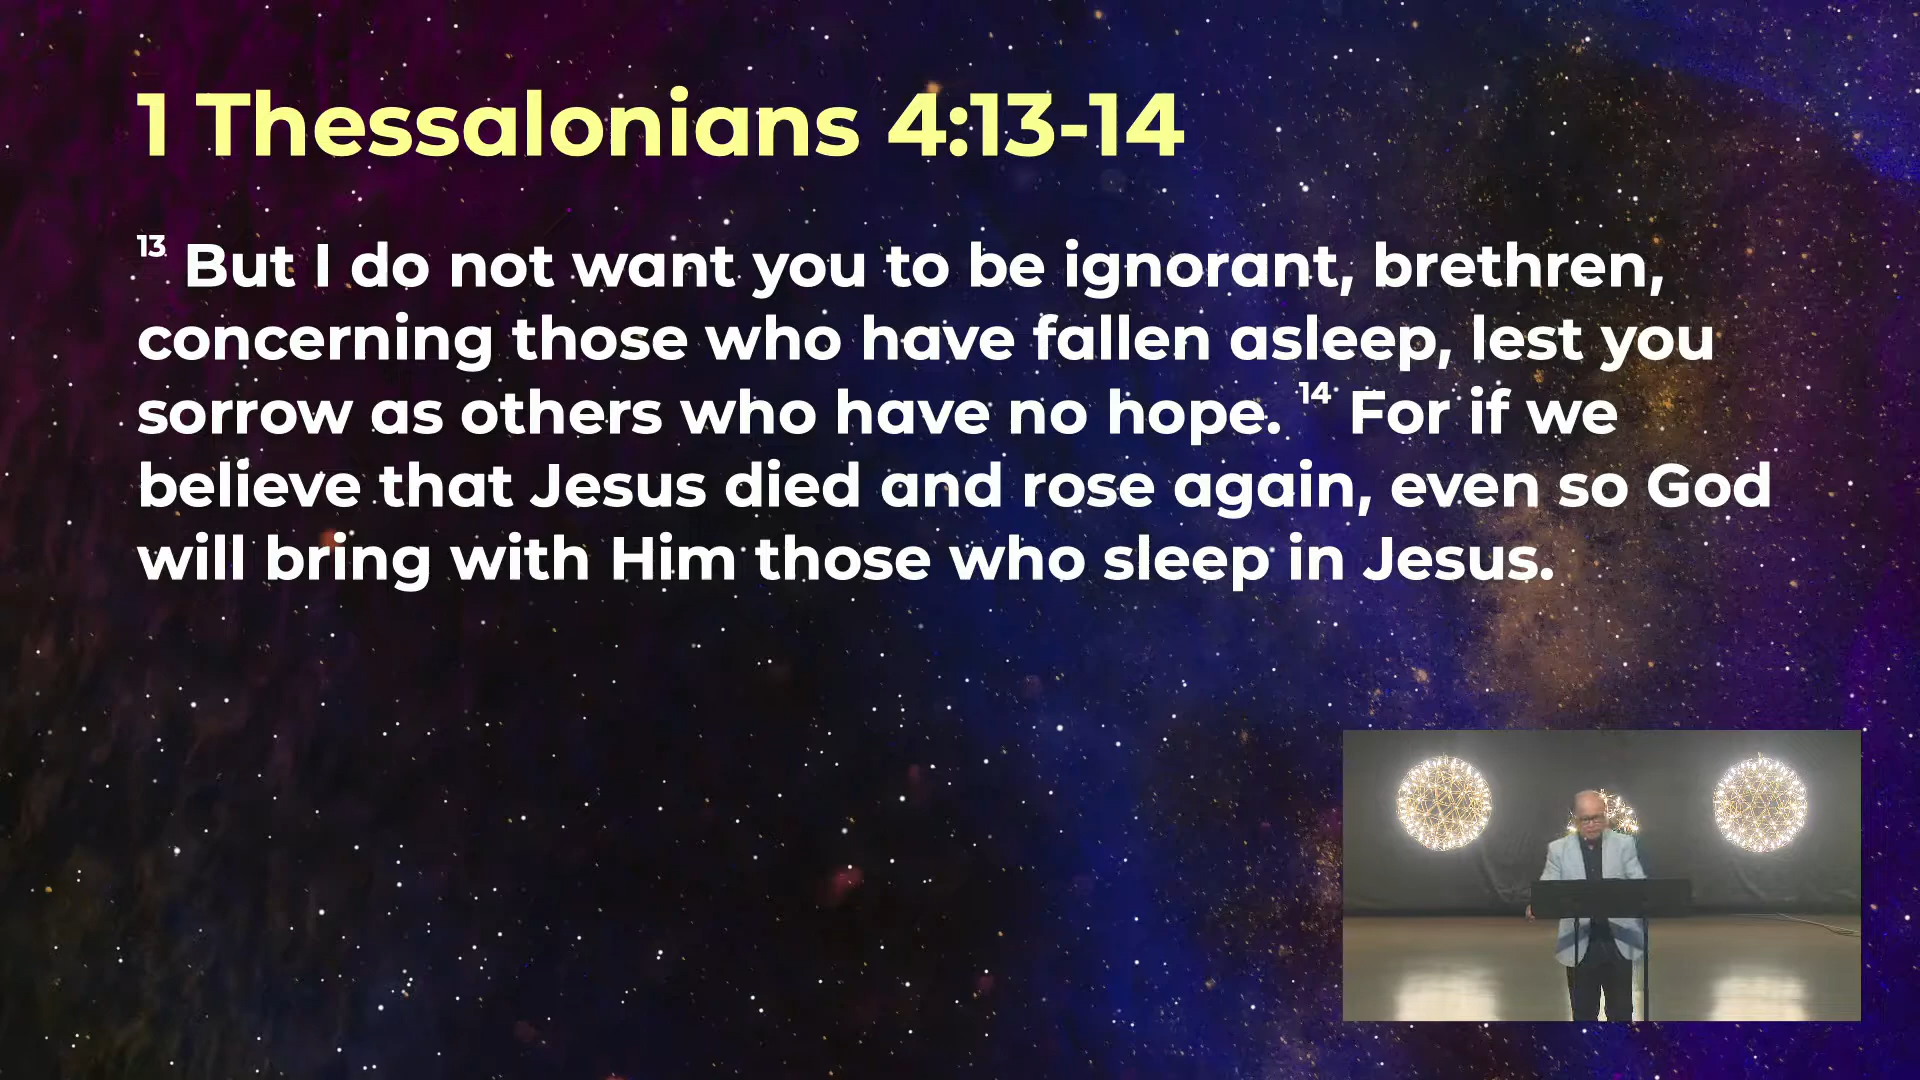 1 Thessalonians 4:13-14
13 But I do not want you to be ignorant, brethren,
concerning those who have fallen asleep, lest you
sorrow as others who have no hope. 14 For if we
believe that Jesus died and rose again, even so God
will bring with Him those who sleep in Jesus.